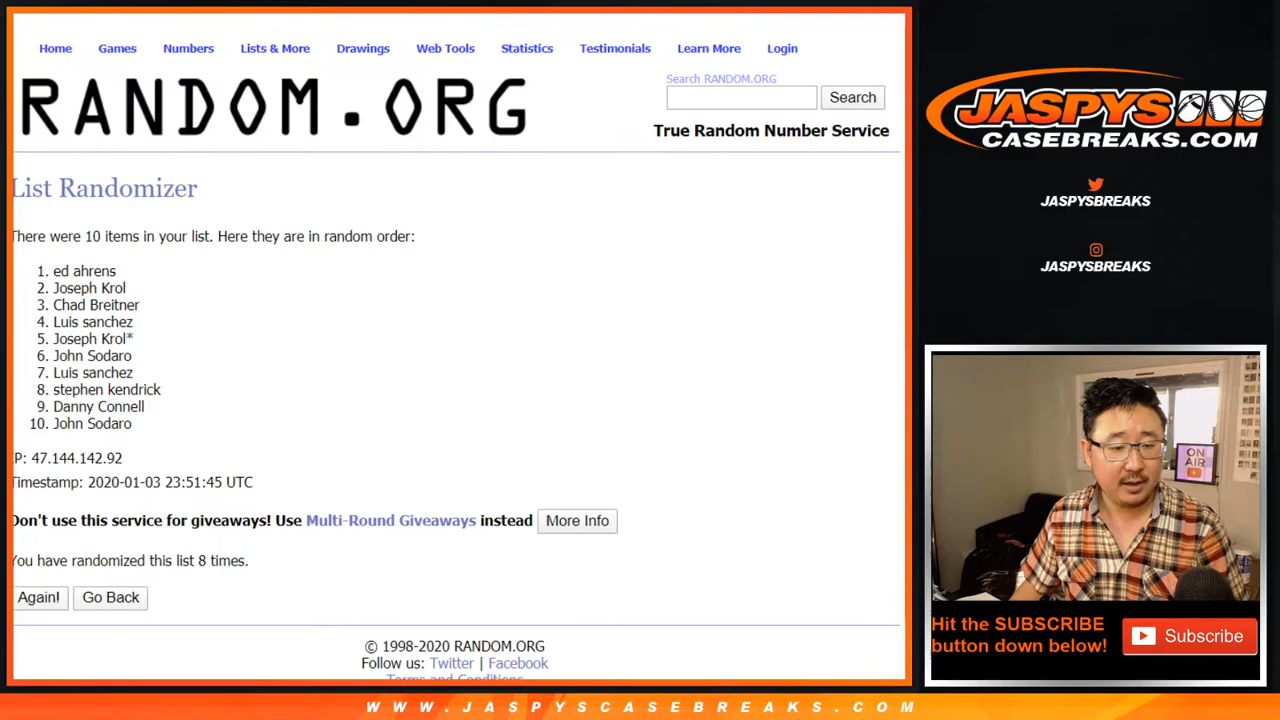 Home Games Numbers Lists & More Drawings Web Tools Statistics Testimonials Learn More Login
RANDOM.ORG
Search RANDOM.ORG
Search
True Random Number Service
List Randomizer
There were 10 items in your list. Here they are in random order:
1. ed ahrens
2. Joseph Krol
3. Chad Breitner
4. Luis sanchez
5. Joseph Krol*
6. John Sodaro
7. Luis sanchez
8. stephen kendrick
9. Danny Connell
10. John Sodaro
IP: 47.144.142.92
Timestamp: 2020-01-03 23:51:45 UTC
Don't use this service for giveaways! Use Multi-Round Giveaways instead More Info
You have randomized this list 8 times.
Again! Go Back
© 1998-2020 RANDOM.ORG
Follow us: Twitter | Facebook
Terms and Conditions
JASPYS
CASEBREAKS.COM
JASPYSBREAKS
JASPYSBREAKS
ON
AIR
Hit the SUBSCRIBE
button down below!
Subscribe
WWW.JASPYSCASEBREAKS.COM